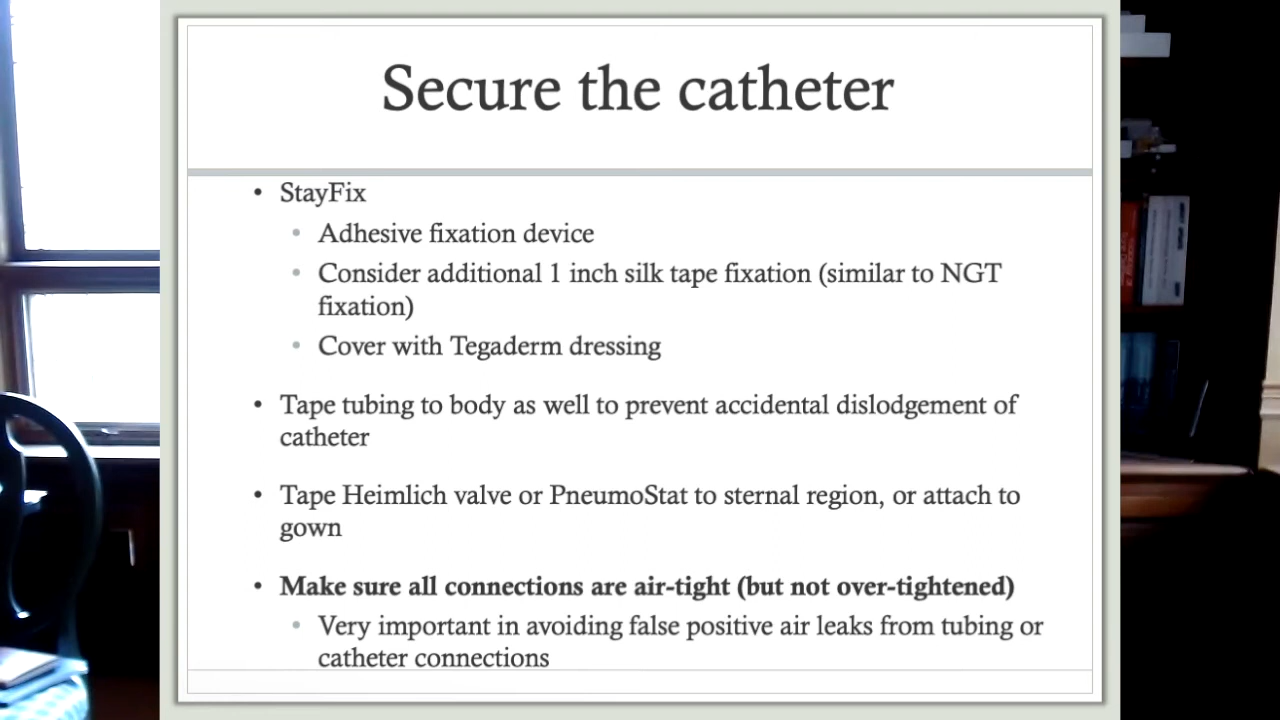 Secure the catheter
• StayFix
• Adhesive fixation device
• Consider additional 1 inch silk tape fixation (similar to NGT
fixation)
• Cover with Tegaderm dressing
• Tape tubing to body as well to prevent accidental dislodgement of
catheter
• Tape Heimlich valve or PneumoStat to sternal region, or attach to
gown
• Make sure all connections are air-tight (but not over-tightened)
• Very important in avoiding false positive air leaks from tubing or
catheter connections